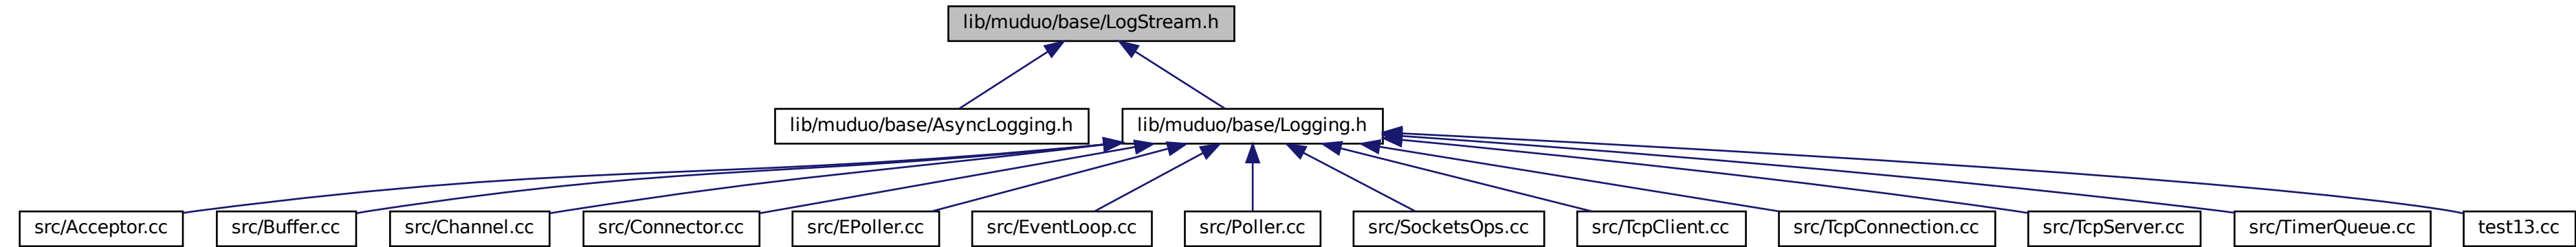 lib/muduo/base/LogStream.h
lib/muduo/base/AsyncLogging.h
lib/muduo/base/Logging.h
src/Acceptor.cc
src/Buffer.cc
src/Channel.cc
src/Connector.cc
src/EPoller.cc
src/EventLoop.cc
src/Poller.cc
src/SocketsOps.cc
src/TcpClient.cc
src/TcpConnection.cc
src/TcpServer.cc
src/TimerQueue.cc
test13.cc